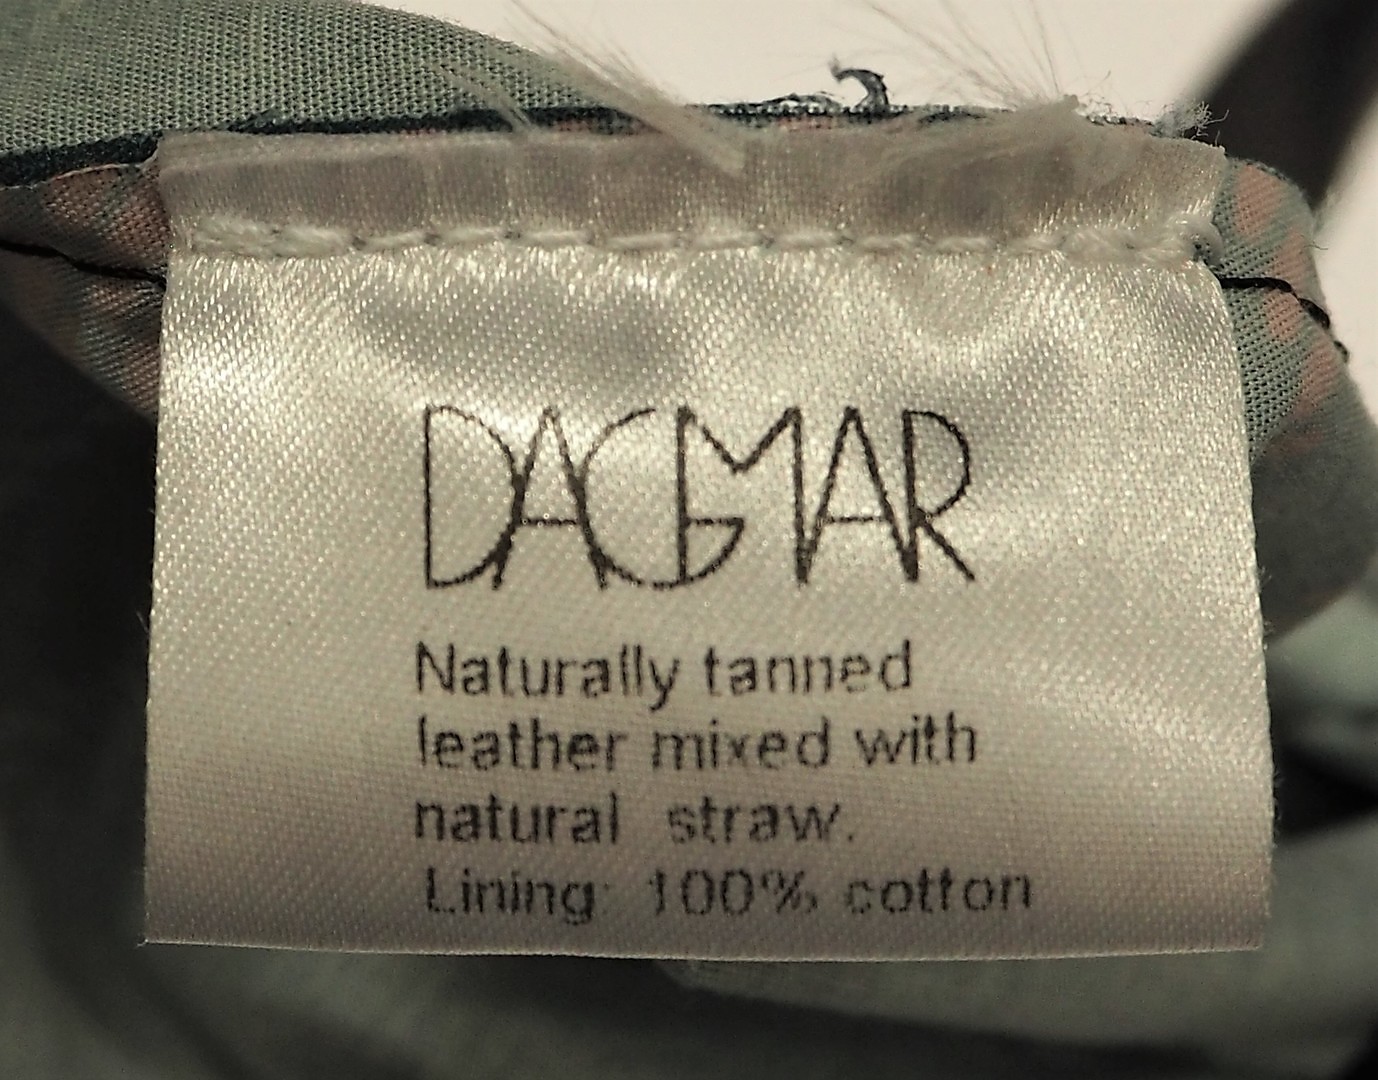 DAGMAR
Naturally tanned
leather mixed with
natural straw.
Lining: 100% cotton